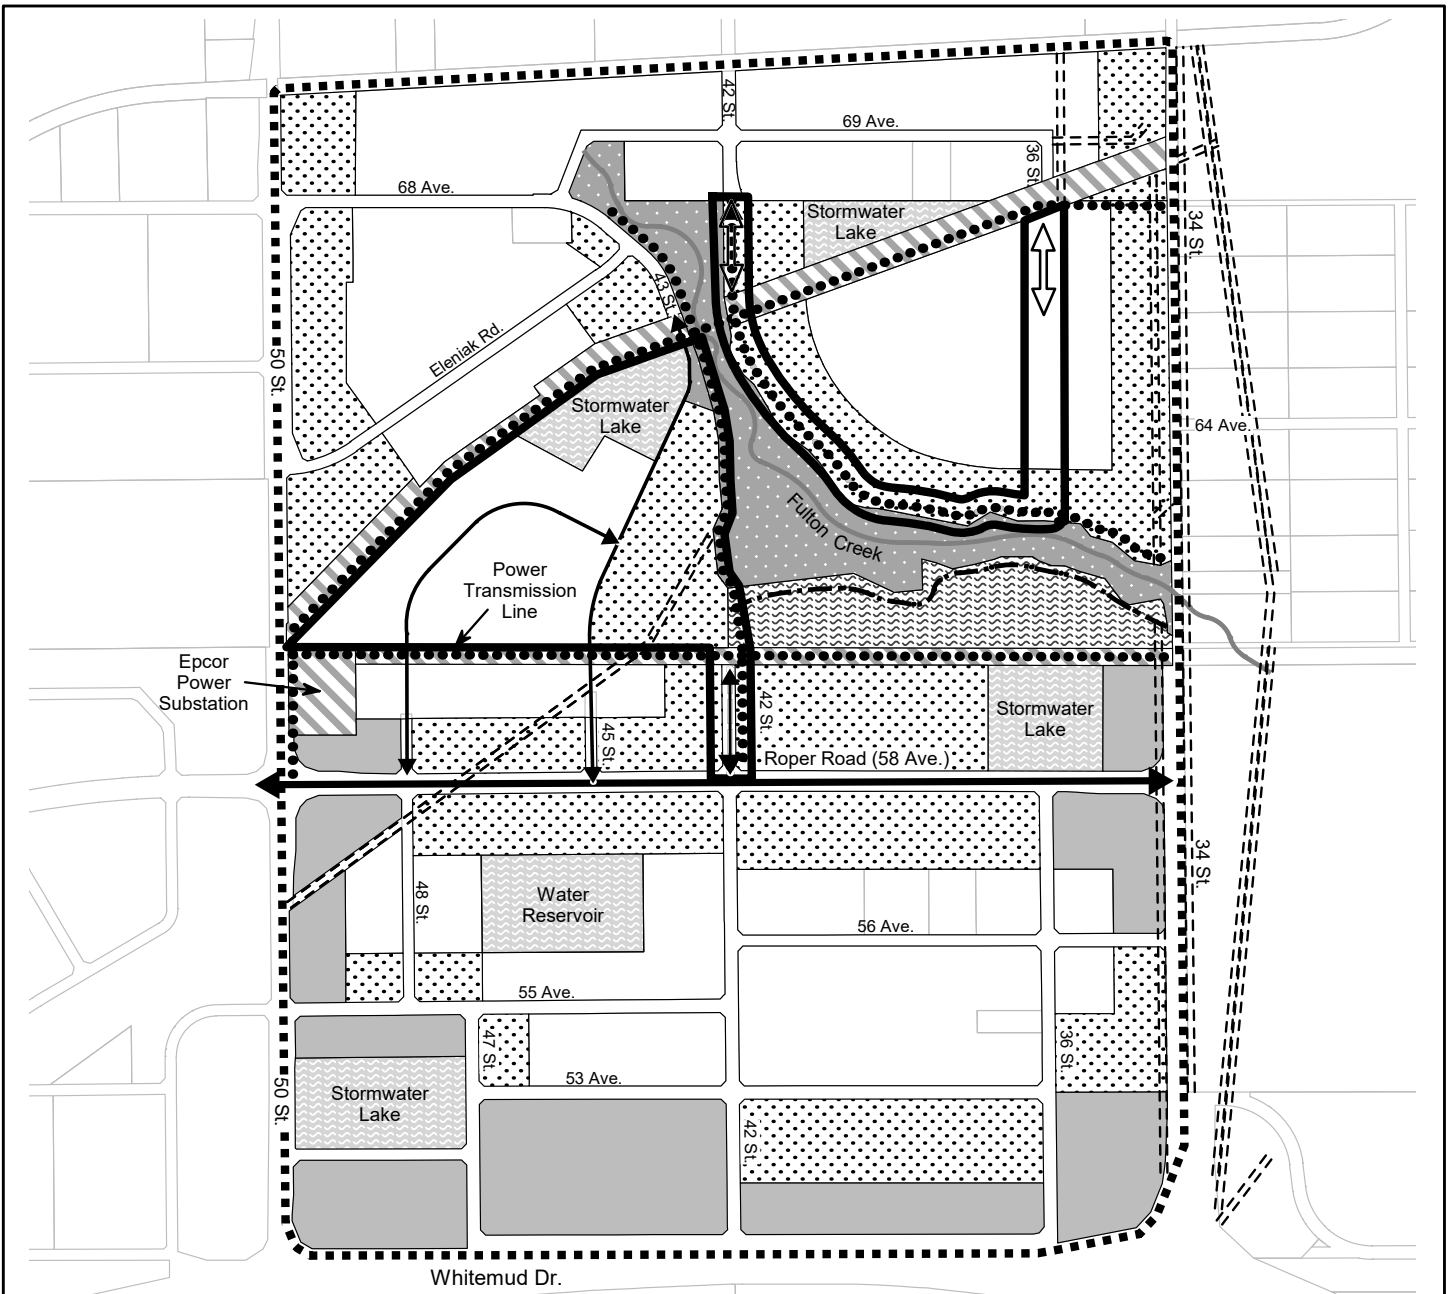 42 St.
69 Ave.
36 St.
68 Ave.
Stormwater
Lake
34 St.
43 St.
Eleniak Rd.
50 St.
Stormwater
Lake
64 Ave.
Fulton Creek
Power
Transmission
Line
Epcor
Power
Substation
42 St.
45 St.
Stormwater
Lake
Roper Road (58 Ave.)
34 St.
48 St.
Water
Reservoir
56 Ave.
55 Ave.
47 St.
36 St.
53 Ave.
50 St.
Stormwater
Lake
42 St.
Whitemud Dr.